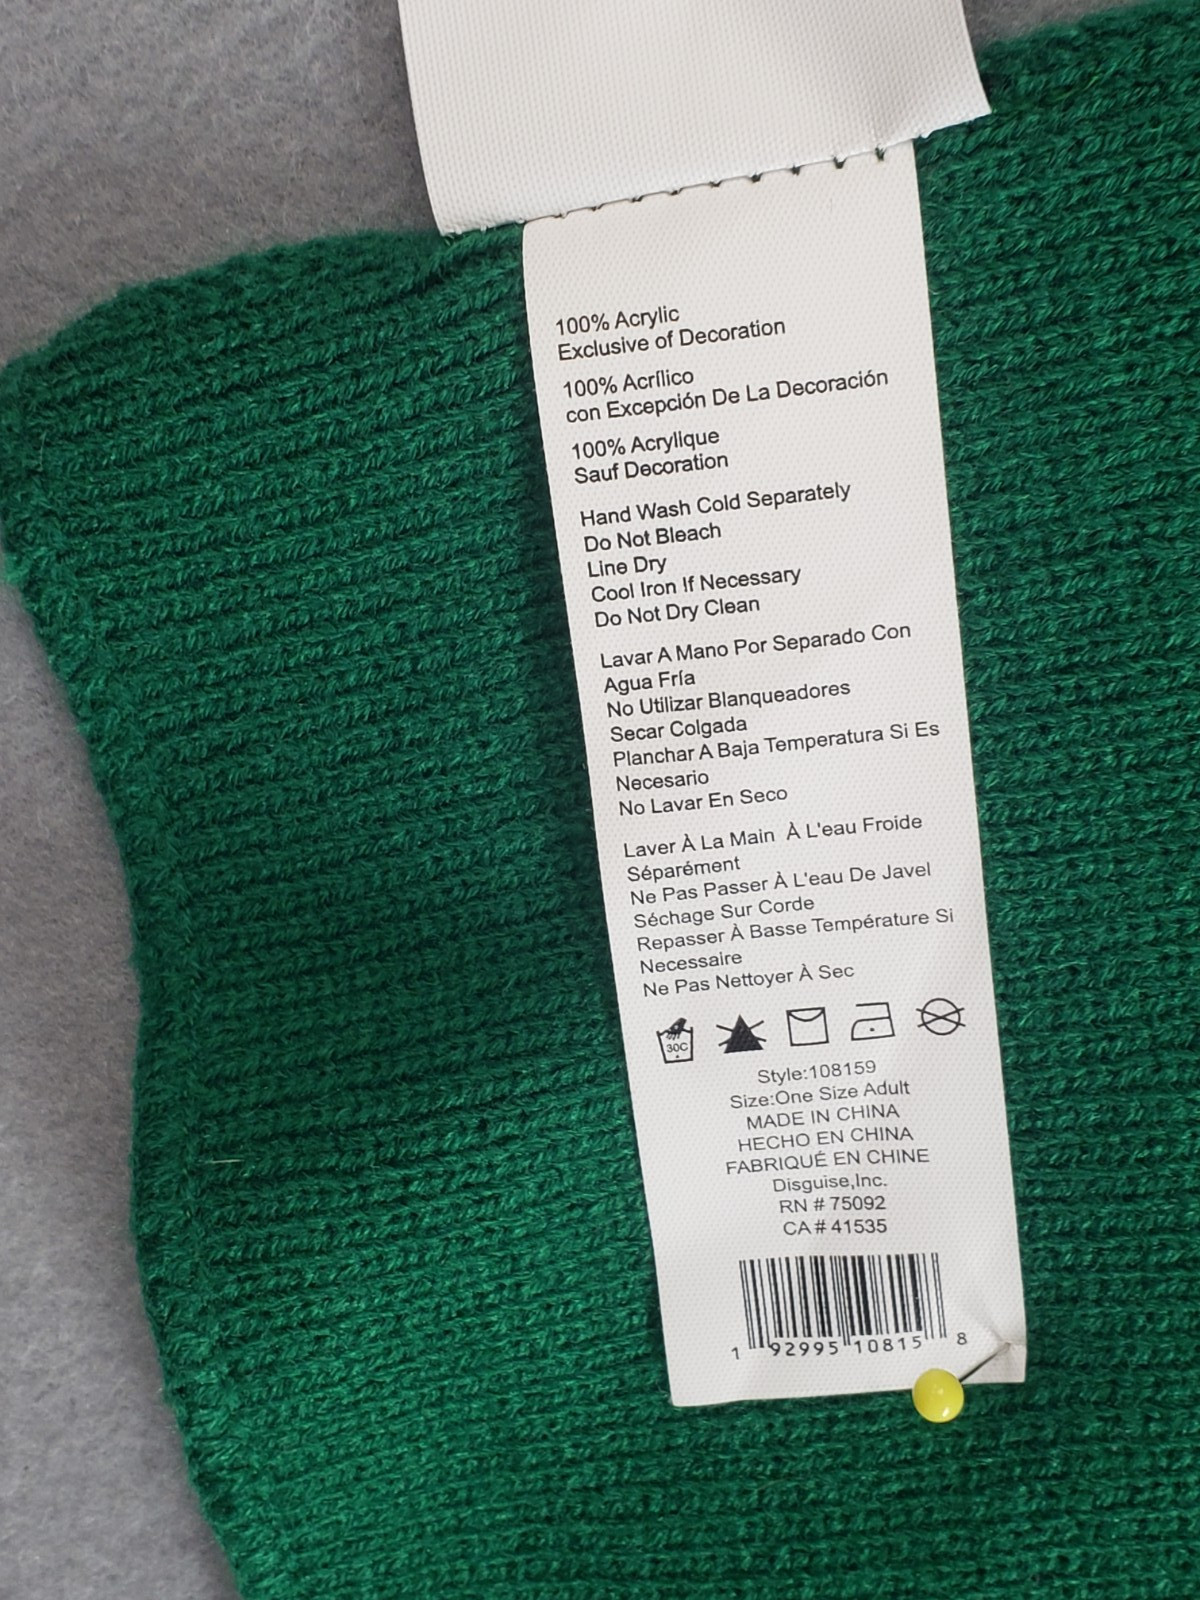 100% Acrylic
Exclusive of Decoration
100% Acrílico
con Excepción De La Decoración
100% Acrylique
Sauf Decoration
Hand Wash Cold Separately
Do Not Bleach
Line Dry
Cool Iron If Necessary
Do Not Dry Clean
Lavar A Mano Por Separado Con
Agua Fría
No Utilizar Blanqueadores
Secar Colgada
Planchar A Baja Temperatura Si Es
Necesario
No Lavar En Seco
Laver À La Main À L'eau Froide
Séparément
Ne Pas Passer À L'eau De Javel
Séchage Sur Corde
Repasser À Basse Température Si
Necessaire
Ne Pas Nettoyer À Sec
30C
Style:108159
Size:One Size Adult
MADE IN CHINA
HECHO EN CHINA
FABRIQUÉ EN CHINE
Disguise,Inc.
RN # 75092
CA # 41535
1 92995 10815 8